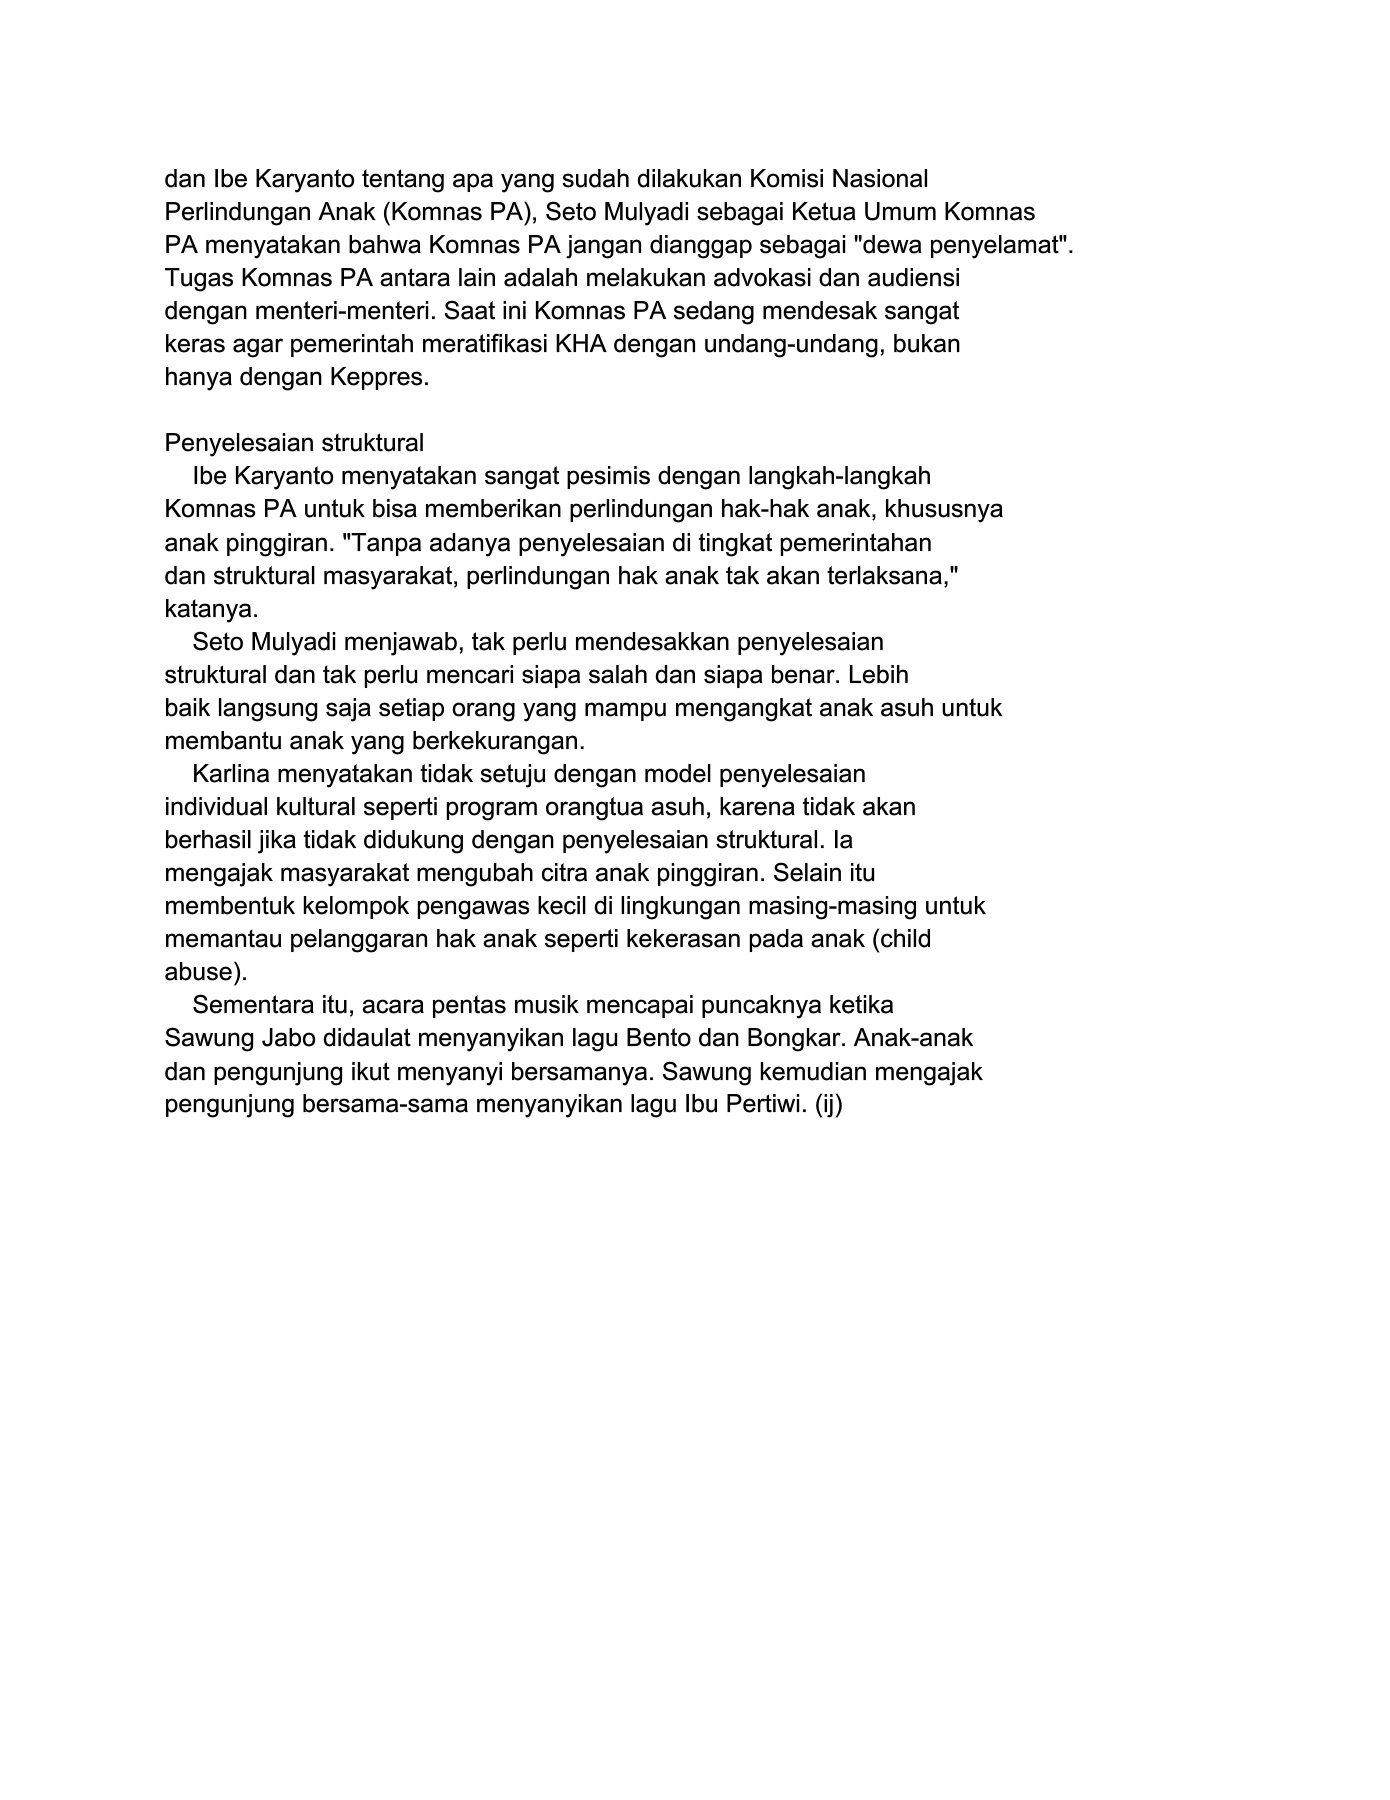 dan Ibe Karyanto tentang apa yang sudah dilakukan Komisi Nasional
Perlindungan Anak (Komnas PA), Seto Mulyadi sebagai Ketua Umum Komnas
PA menyatakan bahwa Komnas PA jangan dianggap sebagai "dewa penyelamat".
Tugas Komnas PA antara lain adalah melakukan advokasi dan audiensi
dengan menteri-menteri. Saat ini Komnas PA sedang mendesak sangat
keras agar pemerintah meratifikasi KHA dengan undang-undang, bukan
hanya dengan Keppres.

Penyelesaian struktural
Ibe Karyanto menyatakan sangat pesimis dengan langkah-langkah
Komnas PA untuk bisa memberikan perlindungan hak-hak anak, khususnya
anak pinggiran. "Tanpa adanya penyelesaian di tingkat pemerintahan
dan struktural masyarakat, perlindungan hak anak tak akan terlaksana,"
katanya.
Seto Mulyadi menjawab, tak perlu mendesakkan penyelesaian
struktural dan tak perlu mencari siapa salah dan siapa benar. Lebih
baik langsung saja setiap orang yang mampu mengangkat anak asuh untuk
membantu anak yang berkekurangan.
Karlina menyatakan tidak setuju dengan model penyelesaian
individual kultural seperti program orangtua asuh, karena tidak akan
berhasil jika tidak didukung dengan penyelesaian struktural. Ia
mengajak masyarakat mengubah citra anak pinggiran. Selain itu
membentuk kelompok pengawas kecil di lingkungan masing-masing untuk
memantau pelanggaran hak anak seperti kekerasan pada anak (child
abuse).
Sementara itu, acara pentas musik mencapai puncaknya ketika
Sawung Jabo didaulat menyanyikan lagu Bento dan Bongkar. Anak-anak
dan pengunjung ikut menyanyi bersamanya. Sawung kemudian mengajak
pengunjung bersama-sama menyanyikan lagu Ibu Pertiwi. (ij)